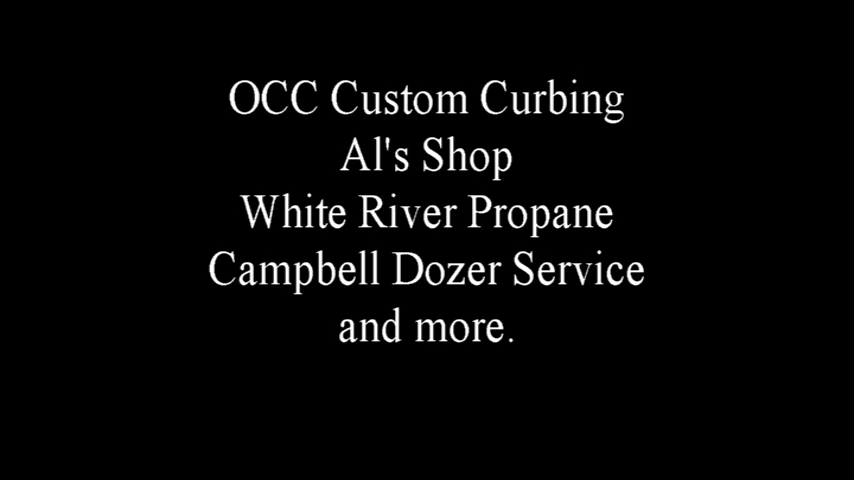 OCC Custom Curbing
Al's Shop
White River Propane
Campbell Dozer Service
and more.